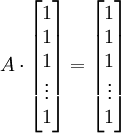 A · [1 1 1 ⋮ 1] = [1 1 1 ⋮ 1]